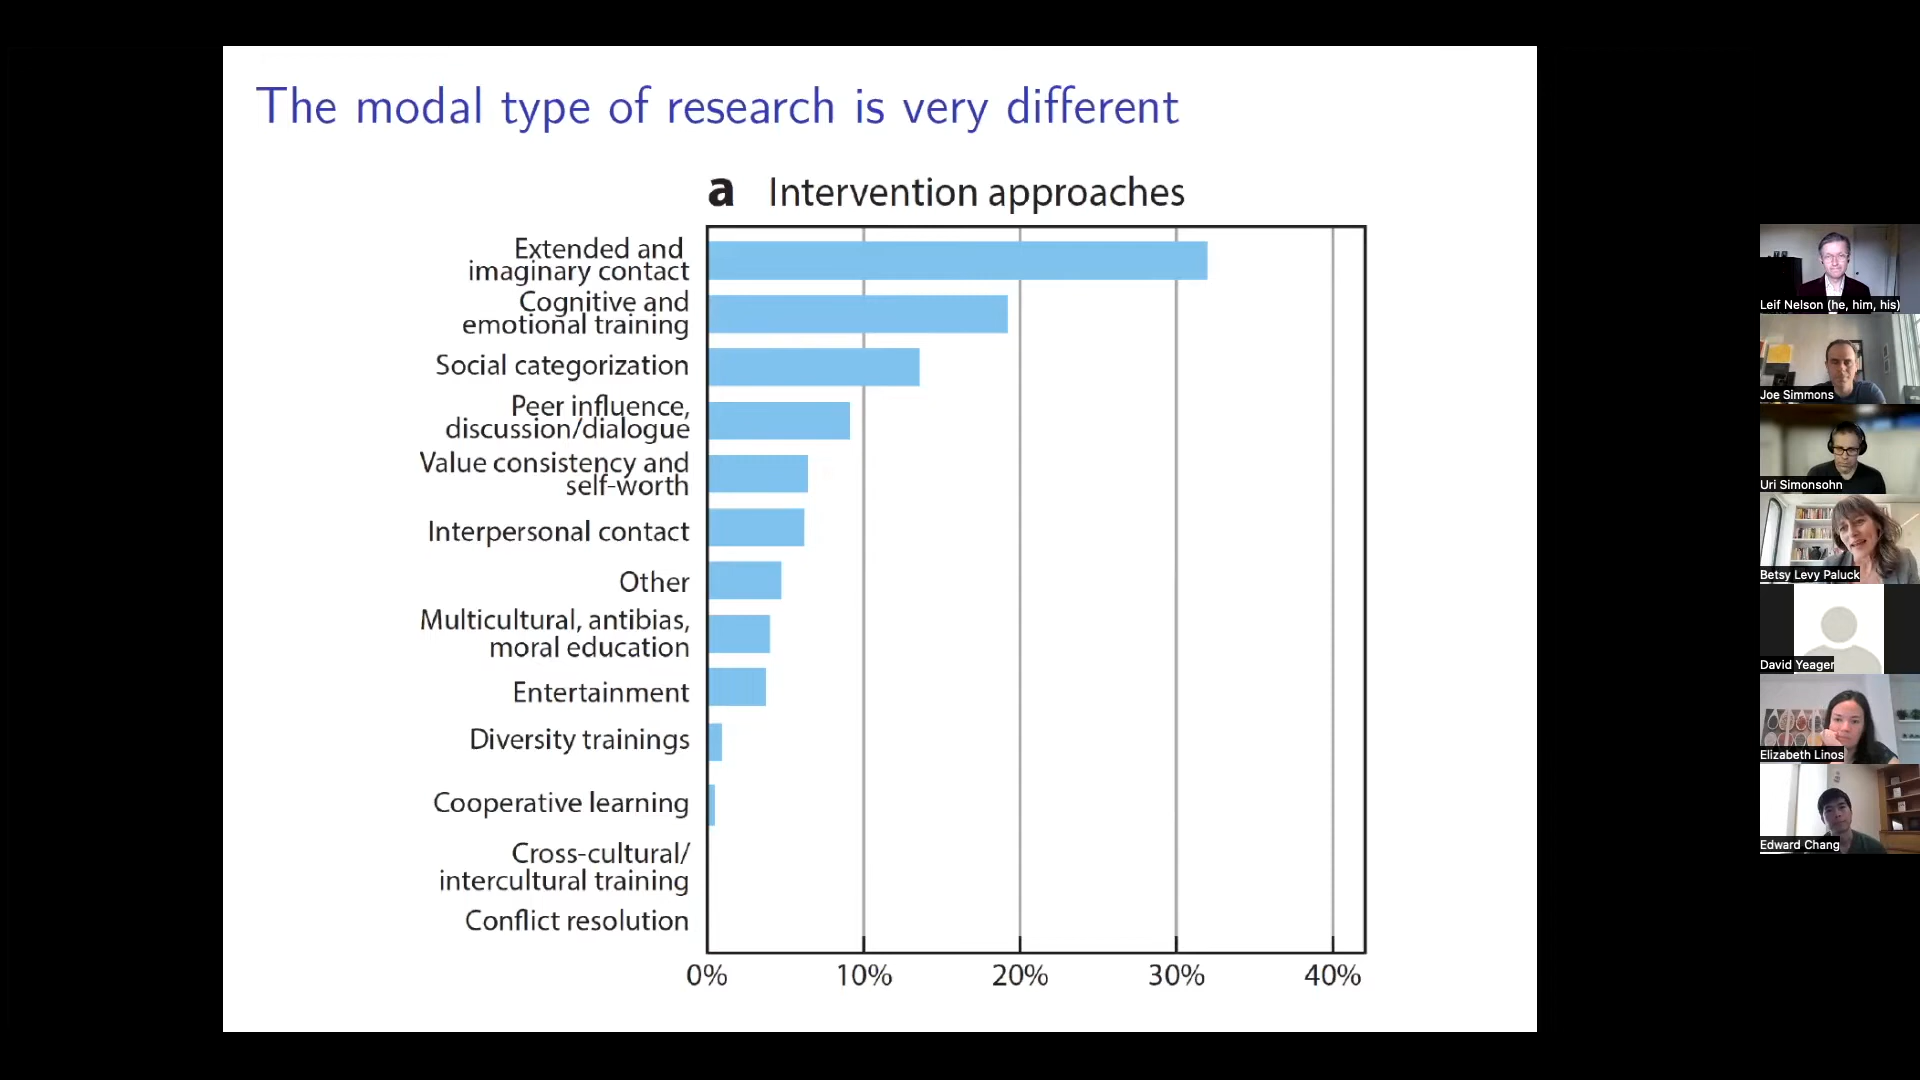 The modal type of research is very different
a Intervention approaches
Extended and
imaginary contact
Cognitive and
emotional training
Social categorization
Peer influence,
discussion/dialogue
Value consistency and
self-worth
Interpersonal contact
Other
Multicultural, antibias,
moral education
Entertainment
Diversity trainings
Cooperative learning
Cross-cultural/
intercultural training
Conflict resolution
0% 10% 20% 30% 40%
Leif Nelson (he, him, his)
Joe Simmons
Uri Simonsohn
Betsy Levy Paluck
David Yeager
Elizabeth Linos
Edward Chang